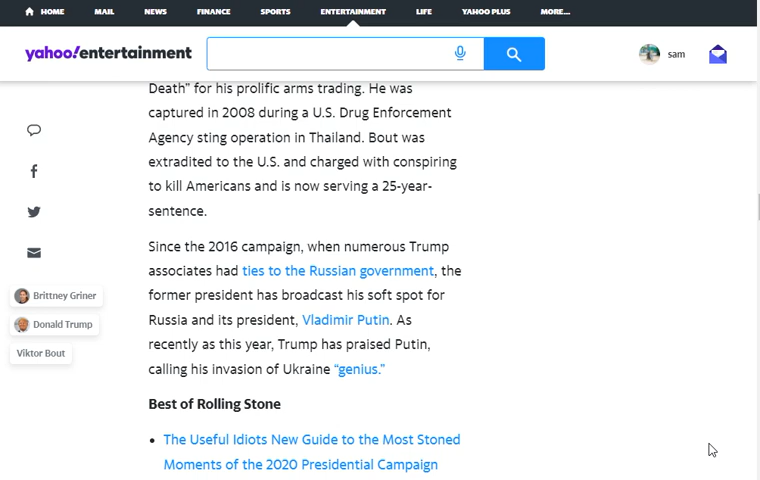 HOME MAIL NEWS FINANCE SPORTS ENTERTAINMENT LIFE YAHOO PLUS MORE...
yahoo!entertainment
sam
Death” for his prolific arms trading. He was
captured in 2008 during a U.S. Drug Enforcement
Agency sting operation in Thailand. Bout was
extradited to the U.S. and charged with conspiring
to kill Americans and is now serving a 25-year-
sentence.
Since the 2016 campaign, when numerous Trump
associates had ties to the Russian government, the
former president has broadcast his soft spot for
Russia and its president, Vladimir Putin. As
recently as this year, Trump has praised Putin,
calling his invasion of Ukraine “genius.”
Brittney Griner
Donald Trump
Viktor Bout
Best of Rolling Stone
• The Useful Idiots New Guide to the Most Stoned
Moments of the 2020 Presidential Campaign